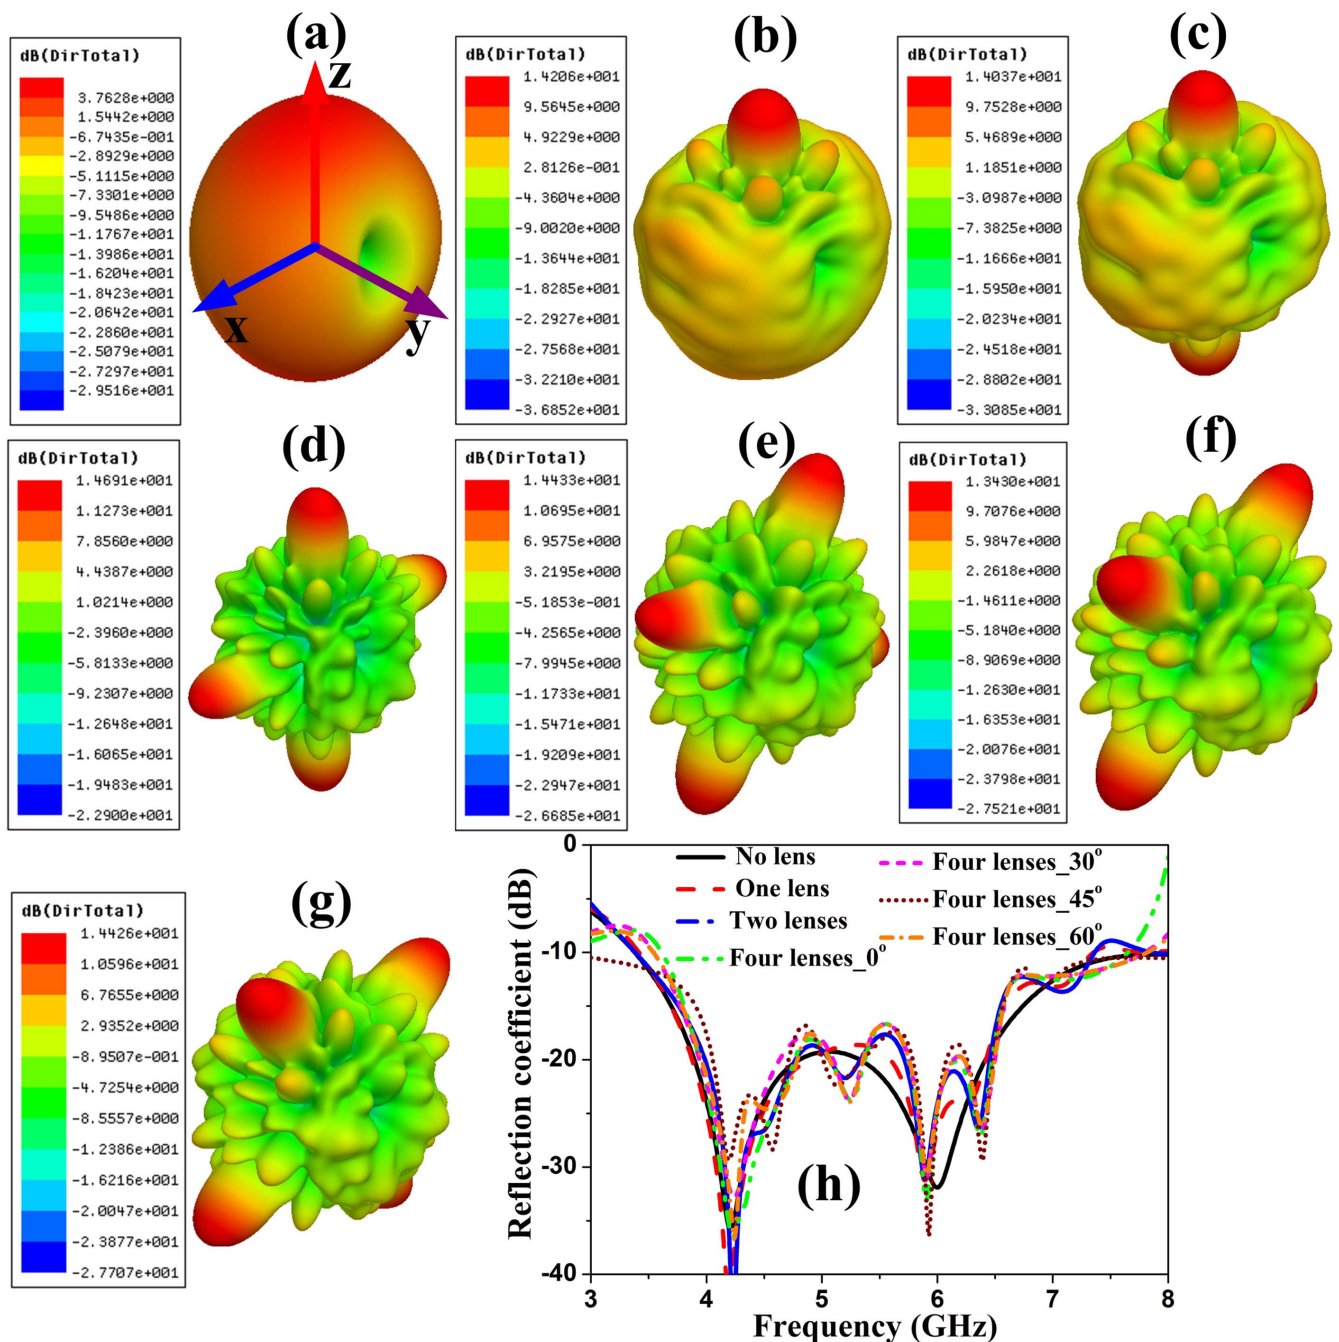 (a)
dB(DirTotal)
3.7628e+000
1.5442e+000
-6.7435e-001
-2.8929e+000
-5.1115e+000
-7.3301e+000
-9.5486e+000
-1.1767e+001
-1.3986e+001
-1.6204e+001
-1.8423e+001
-2.0642e+001
-2.2860e+001
-2.5079e+001
-2.7297e+001
-2.9516e+001
z
x
y
(b)
dB(DirTotal)
1.4206e+001
9.5645e+000
4.9229e+000
2.8126e-001
-4.3604e+000
-9.0020e+000
-1.3644e+001
-1.8285e+001
-2.2927e+001
-2.7568e+001
-3.2210e+001
-3.6852e+001
(c)
dB(DirTotal)
1.4037e+001
9.7528e+000
5.4689e+000
1.1851e+000
-3.0987e+000
-7.3825e+000
-1.1666e+001
-1.5950e+001
-2.0234e+001
-2.4518e+001
-2.8802e+001
-3.3085e+001
(d)
dB(DirTotal)
1.4691e+001
1.1273e+001
7.8560e+000
4.4387e+000
1.0214e+000
-2.3960e+000
-5.8133e+000
-9.2307e+000
-1.2648e+001
-1.6065e+001
-1.9483e+001
-2.2900e+001
(e)
dB(DirTotal)
1.4433e+001
1.0695e+001
6.9575e+000
3.2195e+000
-5.1853e-001
-4.2565e+000
-7.9945e+000
-1.1733e+001
-1.5471e+001
-1.9209e+001
-2.2947e+001
-2.6685e+001
(f)
dB(DirTotal)
1.3430e+001
9.7076e+000
5.9847e+000
2.2618e+000
-1.4611e+000
-5.1840e+000
-8.9069e+000
-1.2630e+001
-1.6353e+001
-2.0076e+001
-2.3798e+001
-2.7521e+001
(g)
dB(DirTotal)
1.4426e+001
1.0596e+001
6.7655e+000
2.9352e+000
-8.9507e-001
-4.7254e+000
-8.5557e+000
-1.2386e+001
-1.6216e+001
-2.0047e+001
-2.3877e+001
-2.7707e+001
Reflection coefficient (dB)
0
-10
-20
-30
-40
No lens
One lens
Two lenses
Four lenses_0°
Four lenses_30°
Four lenses_45°
Four lenses_60°
(h)
3 4 5 6 7 8
Frequency (GHz)